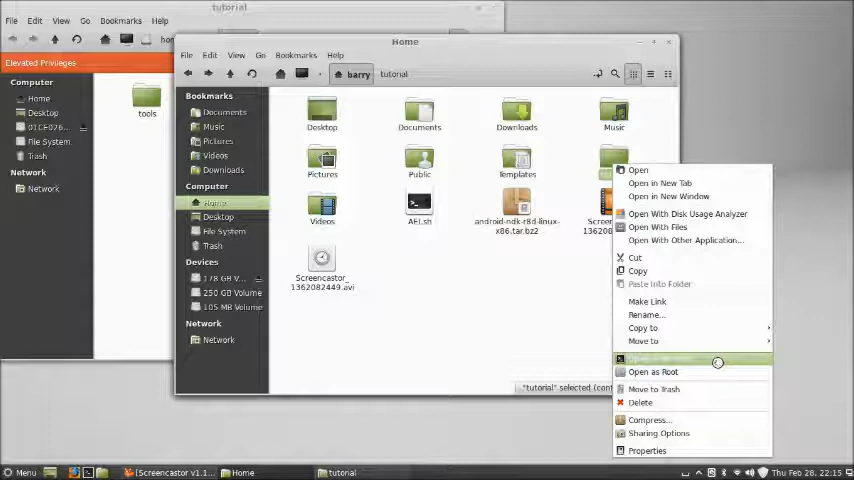 tutorial
File Edit View Go Bookmarks Help
Elevated Privileges
Computer
Home
Desktop
01CE026...
File System
Trash
Network
Network
tools
Home
File Edit View Go Bookmarks Help
barry tutorial
Bookmarks
Documents
Music
Pictures
Videos
Downloads
Computer
Home
Desktop
File System
Trash
Devices
178 GB V...
250 GB Volume
105 MB Volume
Network
Network
Desktop Documents Downloads Music
Pictures Public Templates
Videos AEI.sh android-ndk-r8d-linux-
x86.tar.bz2
Screencastor_
1362082449.avi
"tutorial" selected
Open
Open in New Tab
Open in New Window
Open With Disk Usage Analyzer
Open With Files
Open With Other Application...
Cut
Copy
Paste Into Folder
Make Link
Rename...
Copy to
Move to
Open as Root
Move to Trash
Delete
Compress...
Sharing Options
Properties
Menu [Screencastor v1.1... Home tutorial Thu Feb 28, 22:15